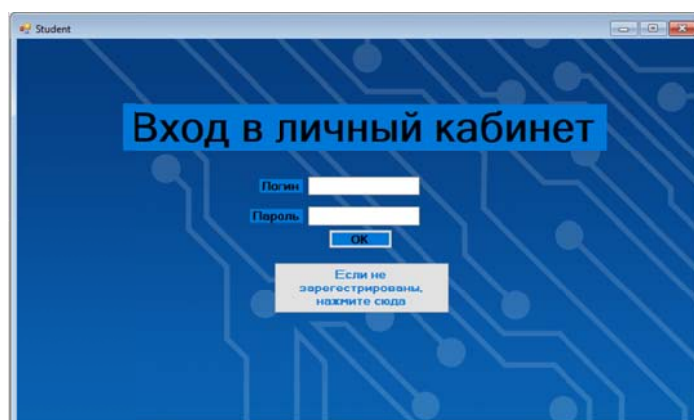 Student
Вход в личный кабинет
Логин
Пароль
OK
Если не
зарегестрированы,
нажмите сюда